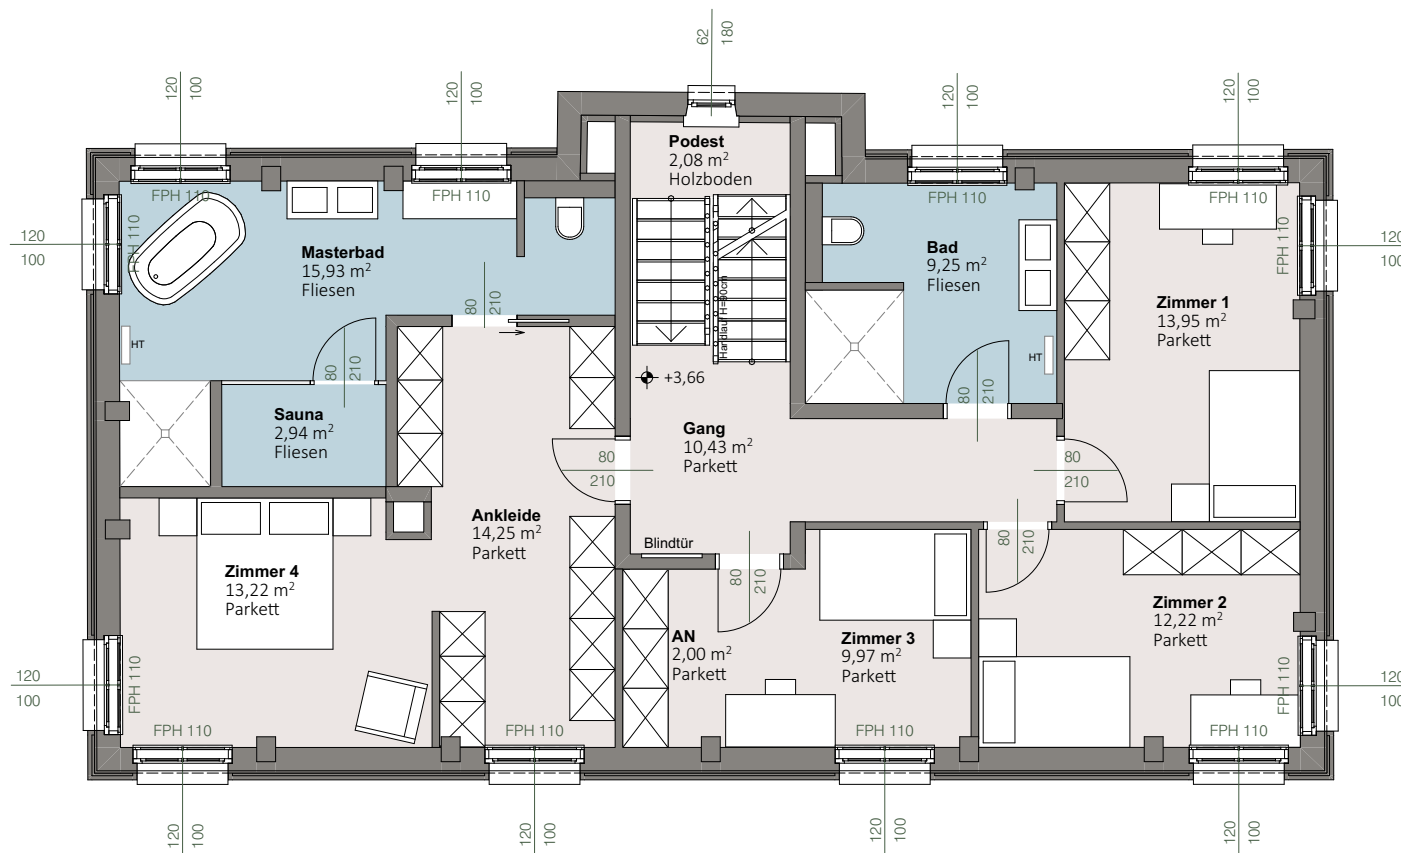 62
180
120
100
120
100
120
100
120
100
Podest
2,08 m²
Holzboden
FPH 110
FPH 110
FPH 110
FPH 110
FPH 110
FPH 110
120
100
120
100
Masterbad
15,93 m²
Fliesen
80
210
Handlauf H=90cm
Bad
9,25 m²
Fliesen
Zimmer 1
13,95 m²
Parkett
HT
HT
80
210
+3,66
80
210
Sauna
2,94 m²
Fliesen
Gang
10,43 m²
Parkett
80
210
80
210
Ankleide
14,25 m²
Parkett
Blindtür
80
210
80
210
Zimmer 4
13,22 m²
Parkett
AN
2,00 m²
Parkett
Zimmer 3
9,97 m²
Parkett
Zimmer 2
12,22 m²
Parkett
120
100
FPH 110
FPH 110
120
100
FPH 110
FPH 110
FPH 110
FPH 110
120
100
120
100
120
100
120
100